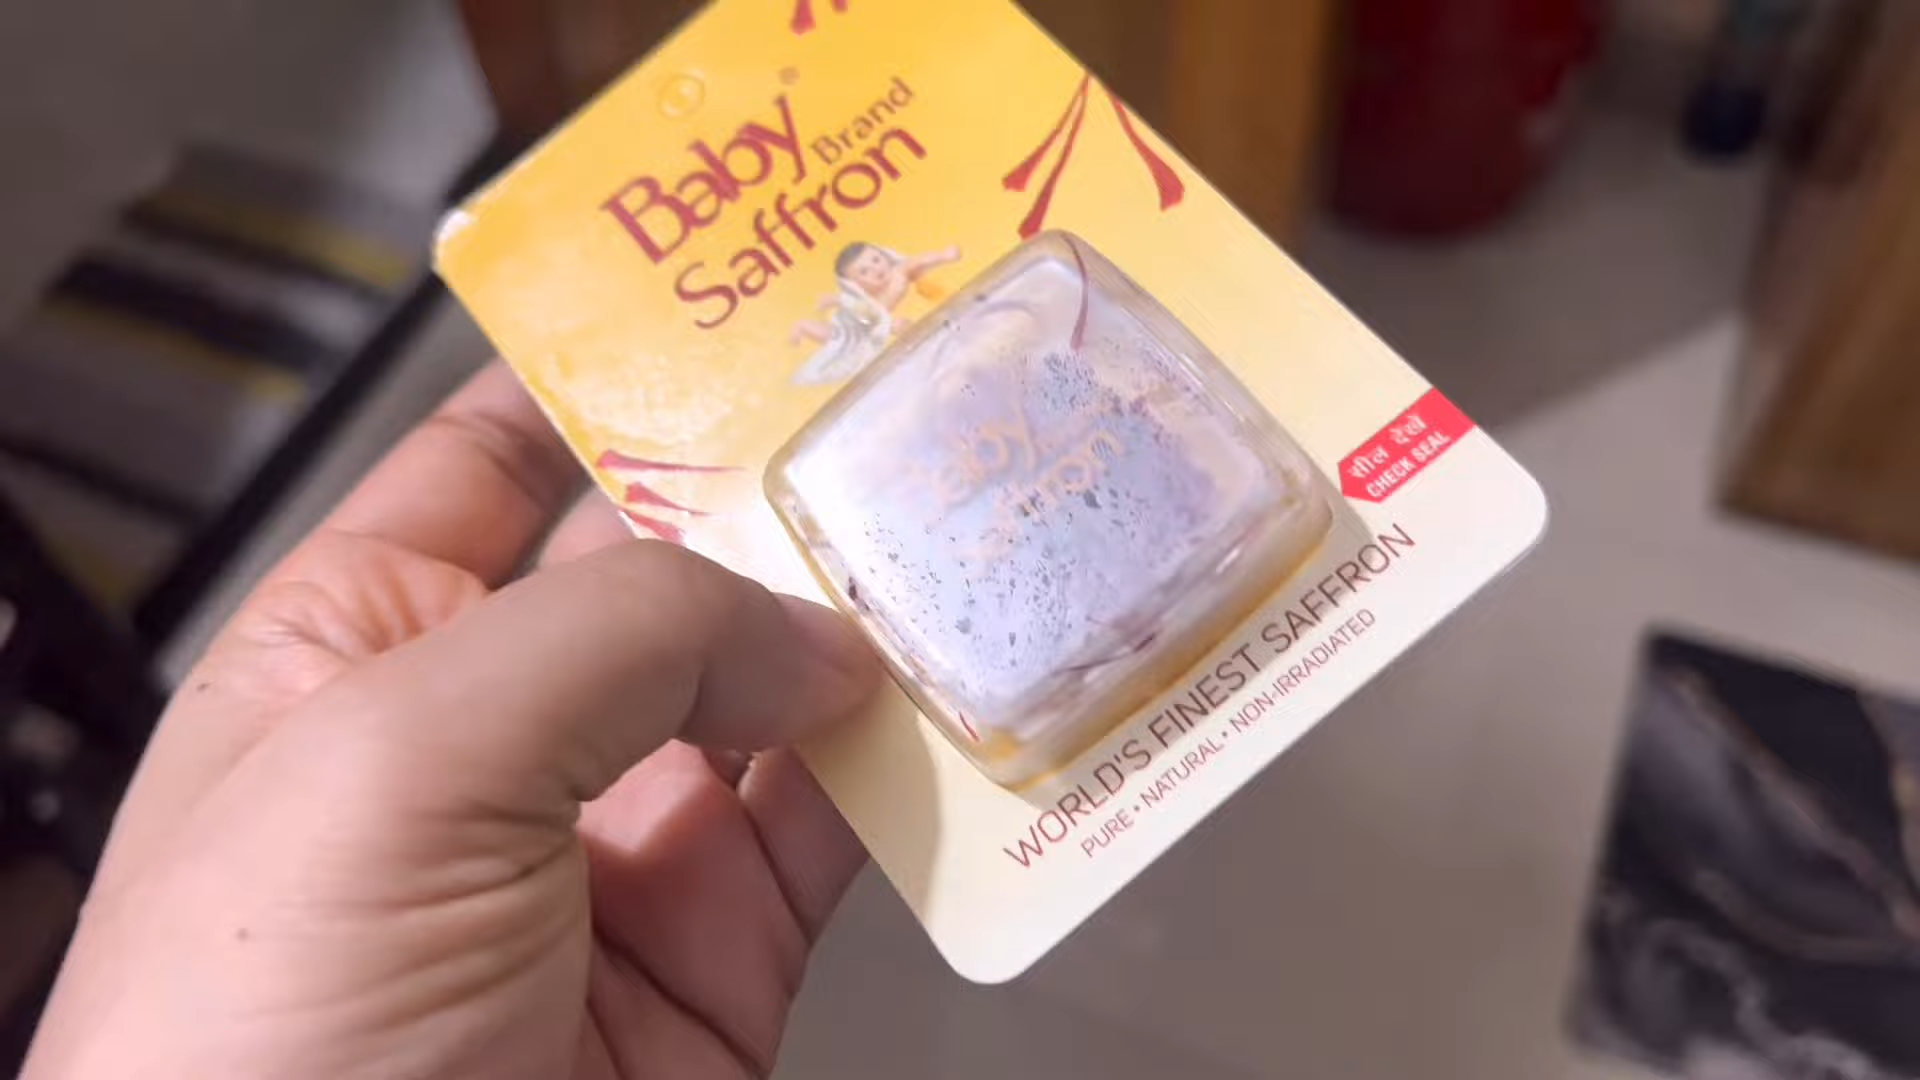 Baby®
Brand
Saffron
Baby
Saffron
सील देखें
CHECK SEAL
WORLD'S FINEST SAFFRON
PURE • NATURAL • NON-IRRADIATED